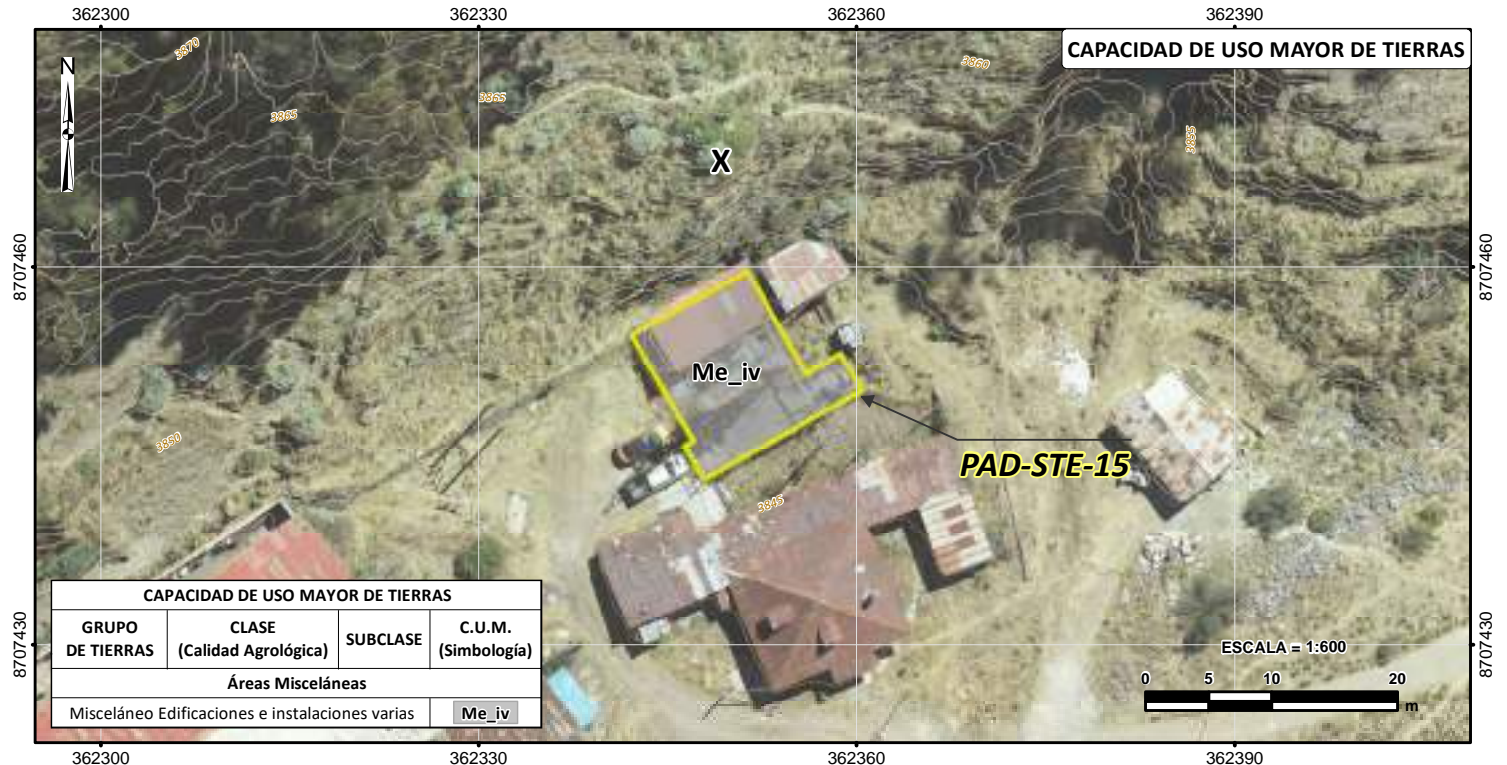 362300 362330 362360 362390
CAPACIDAD DE USO MAYOR DE TIERRAS
N
3870
3865
3865
3860
3855
X
8707460
8707460
Me_iv
PAD-STE-15
3850
3845
CAPACIDAD DE USO MAYOR DE TIERRAS
GRUPO
DE TIERRAS
CLASE
(Calidad Agrológica)
SUBCLASE
C.U.M.
(Simbología)
Áreas Misceláneas
Misceláneo Edificaciones e instalaciones varias Me_iv
8707430
8707430
ESCALA = 1:600
0 5 10 20
m
362300 362330 362360 362390